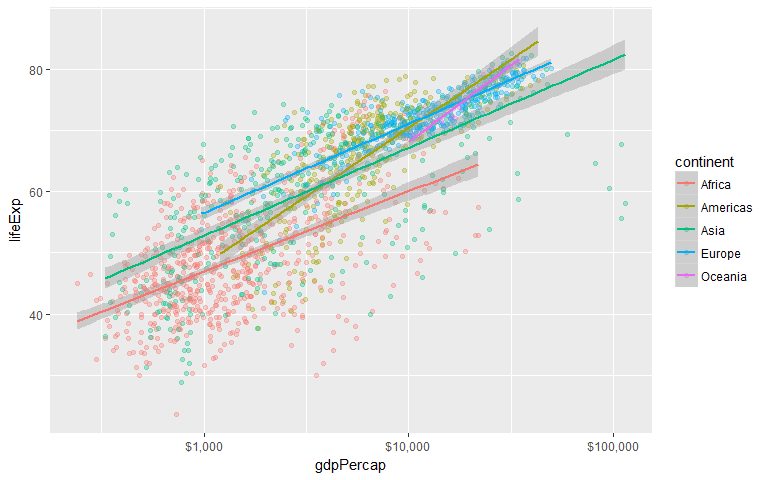 80
60
40
lifeExp
$1,000
$10,000
$100,000
gdpPercap
continent
Africa
Americas
Asia
Europe
Oceania